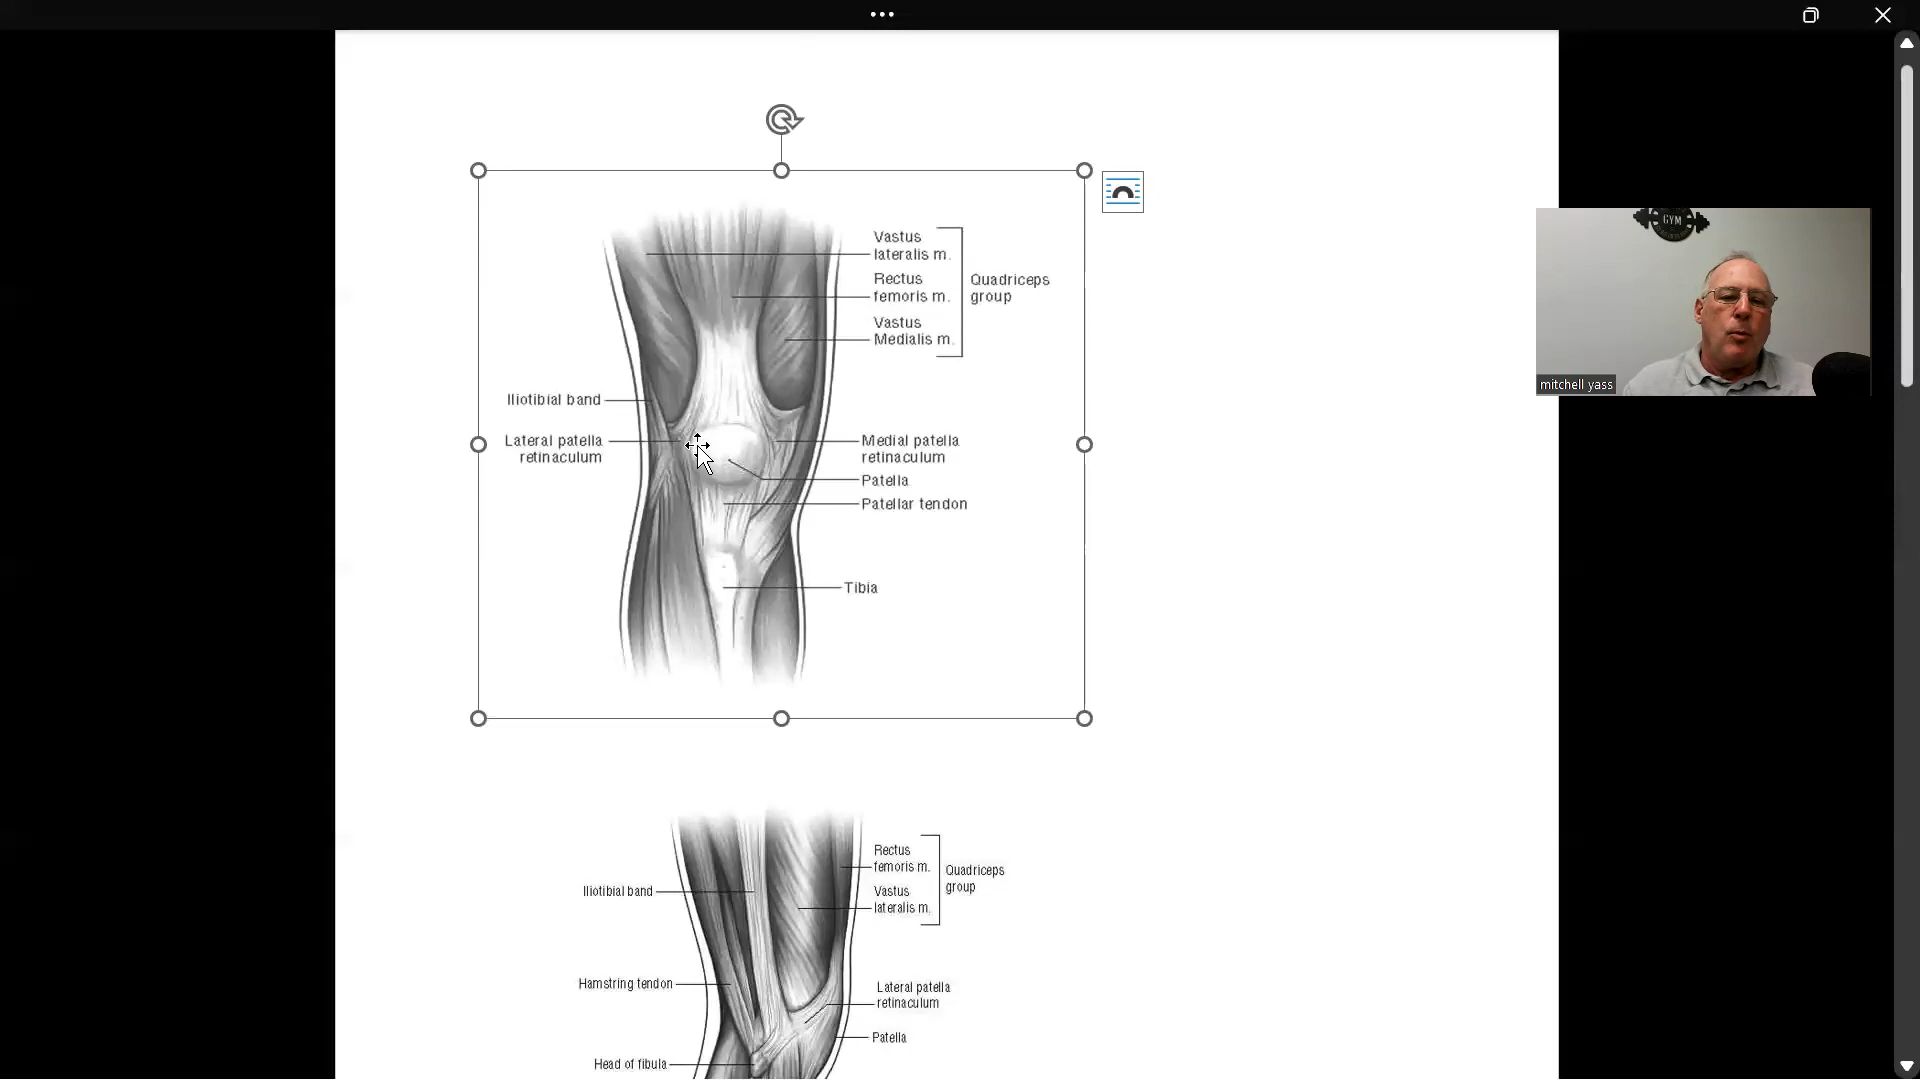 GYM
mitchell yass
Vastus
lateralis m.
Rectus
femoris m.
Vastus
Medialis m.
Quadriceps
group
Iliotibial band
Lateral patella
retinaculum
Medial patella
retinaculum
Patella
Patellar tendon
Tibia
Rectus
femoris m.
Vastus
lateralis m.
Quadriceps
group
Iliotibial band
Hamstring tendon
Lateral patella
retinaculum
Patella
Head of fibula